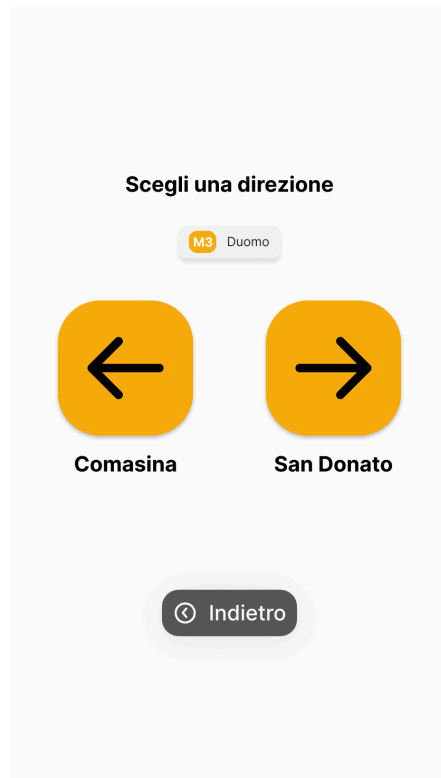 Scegli una direzione
M3 Duomo
Comasina
San Donato
Indietro